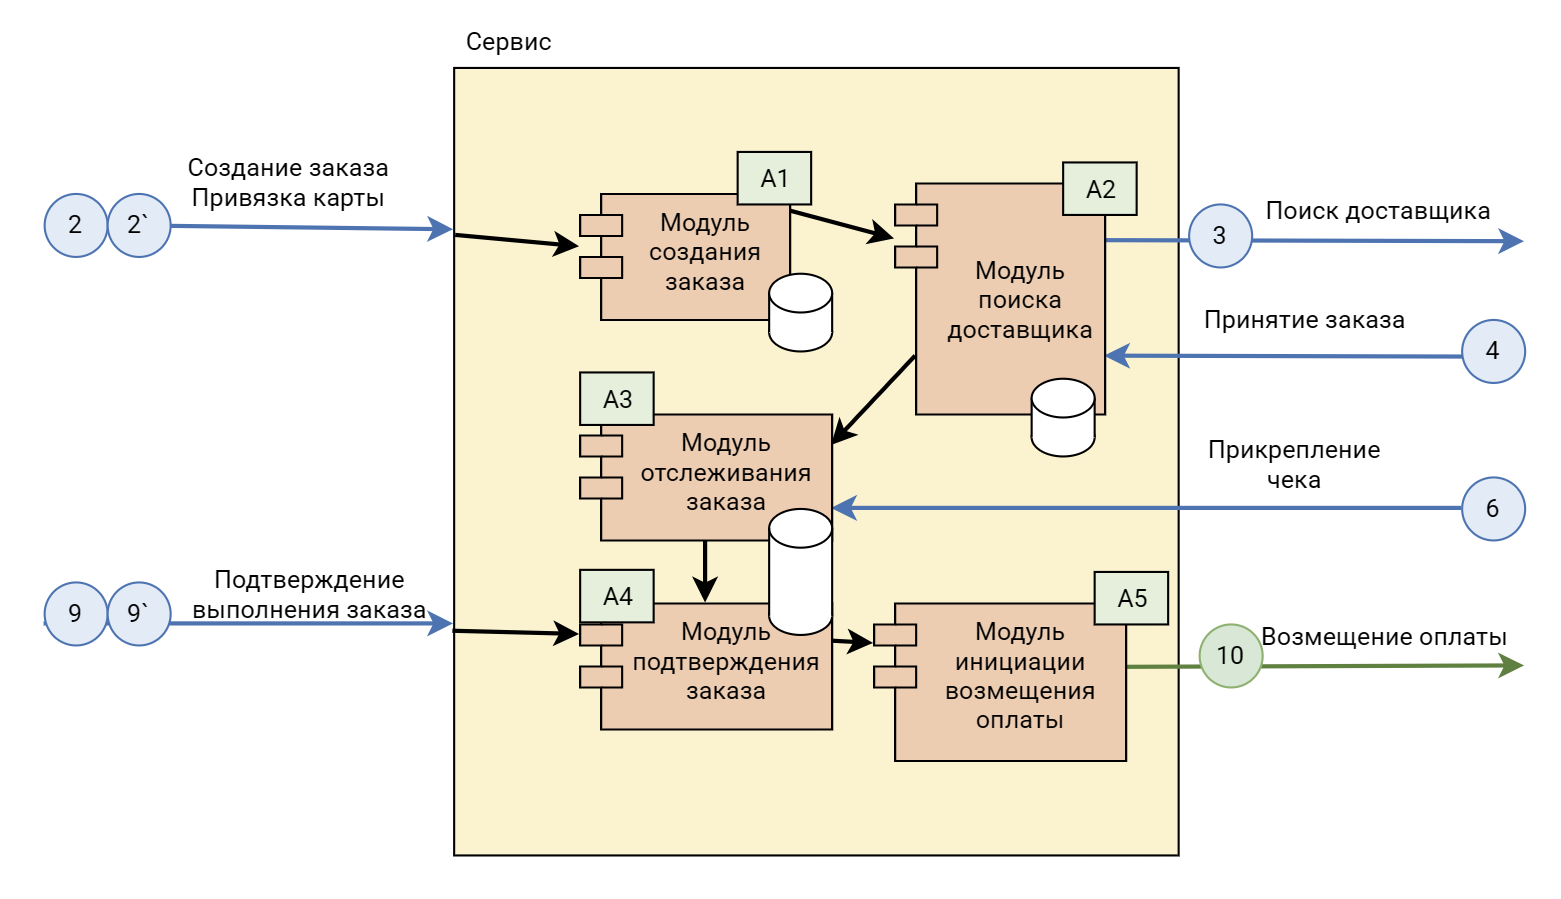 Сервис
Создание заказа
Привязка карты
2
2`
A1
Модуль
создания
заказа
A2
Модуль
поиска
доставщика
3
Поиск доставщика
Принятие заказа
4
A3
Модуль
отслеживания
заказа
Прикрепление
чека
6
Подтверждение
выполнения заказа
9
9`
A4
Модуль
подтверждения
заказа
A5
Модуль
инициации
возмещения
оплаты
10
Возмещение оплаты